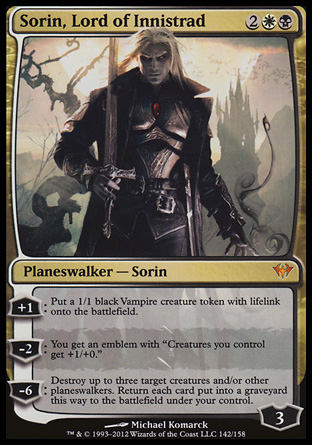 Sorin, Lord of Innistrad 2
Planeswalker — Sorin
+1: Put a 1/1 black Vampire creature token with lifelink
onto the battlefield.
-2: You get an emblem with “Creatures you control
get +1/+0.”
-6: Destroy up to three target creatures and/or other
planeswalkers. Return each card put into a graveyard
this way to the battlefield under your control.
Michael Komarck
™ & © 1993–2012 Wizards of the Coast LLC 142/158
3